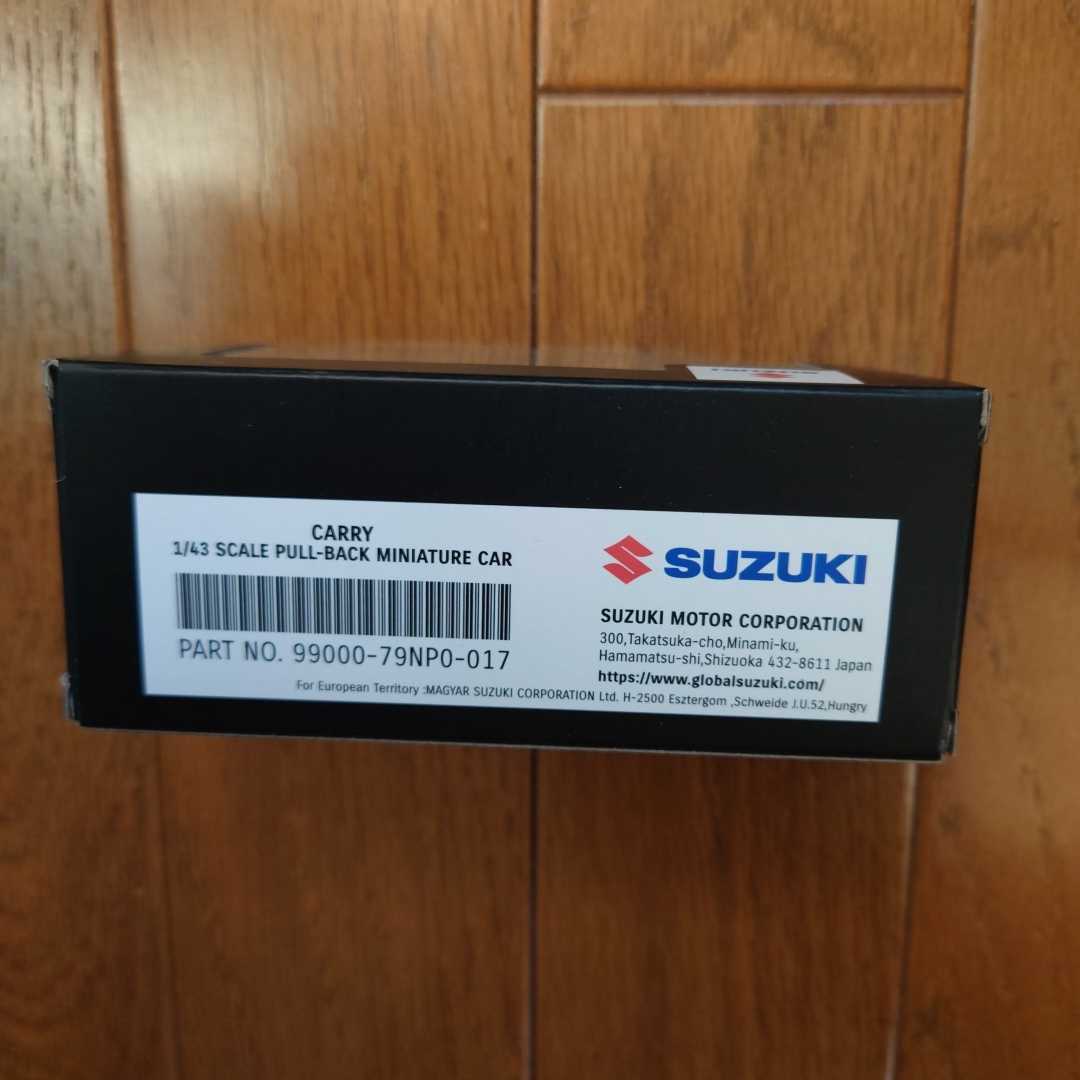 CARRY
1/43 SCALE PULL-BACK MINIATURE CAR
PART NO. 99000-79NP0-017
SUZUKI
SUZUKI MOTOR CORPORATION
300,Takatsuka-cho,Minami-ku,
Hamamatsu-shi,Shizuoka 432-8611 Japan
https://www.globalsuzuki.com/
For European Territory :MAGYAR SUZUKI CORPORATION Ltd. H-2500 Esztergom ,Schweide J.U.52,Hungry